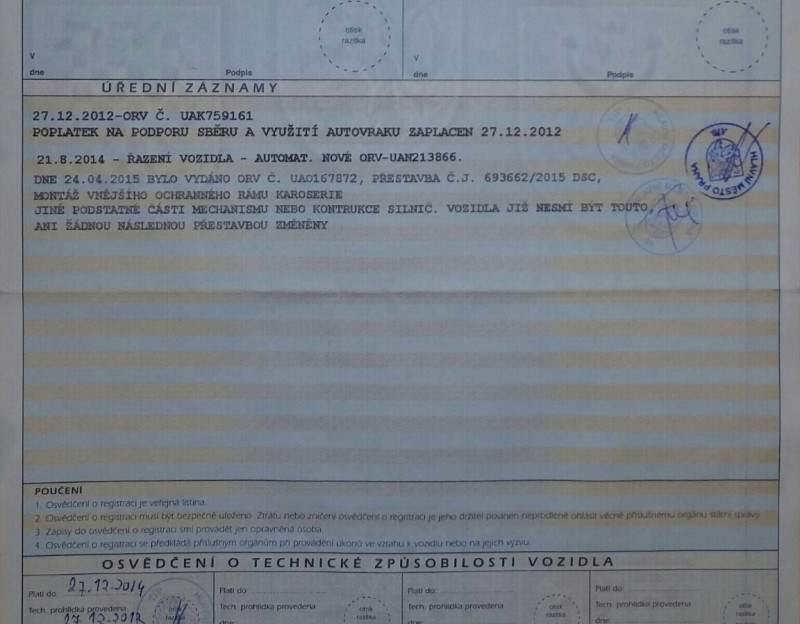 otisk
razítka
otisk
razítka
V
V
dne
Podpis
dne
Podpis
ÚŘEDNÍ ZÁZNAMY
27.12.2012-ORV Č. UAK759161
POPLATEK NA PODPORU SBĚRU A VYUŽITÍ AUTOVRAKU ZAPLACEN 27.12.2012
21.8.2014 - ŘAZENÍ VOZIDLA - AUTOMAT. NOVÉ ORV-UAN213866.
DNE 24.04.2015 BYLO VYDÁNO ORV Č. UAO167872, PŘESTAVBA Č.J. 693662/2015 DSC,
MONTÁŽ VNĚJŠÍHO OCHRANNÉHO RÁMU KAROSERIE
JINÉ PODSTATNÉ ČÁSTI MECHANISMU NEBO KONTRUKCE SILNIČ. VOZIDLA JIŽ NESMÍ BÝT TOUTO
ANI ŽÁDNOU NÁSLEDNOU PŘESTAVBOU ZMĚNĚNY
HLAVNÍ MĚSTO PRAHA
POUČENÍ
1. Osvědčení o registraci je veřejná listina.
2. Osvědčení o registraci musí být bezpečně uloženo. Ztrátu nebo zničení osvědčení o registraci je jeho držitel povinen neprodleně ohlásit věcně příslušnému orgánu státní správy.
3. Zápisy do osvědčení o registraci smí provádět jen oprávněná osoba.
4. Osvědčení o registraci se předkládá příslušným orgánům při provádění úkonů ve vztahu k vozidlu nebo na jejich výzvu.
OSVĚDČENÍ O TECHNICKÉ ZPŮSOBILOSTI VOZIDLA
Platí do: 27.12.2014
Platí do:
Platí do:
Platí do:
Tech. prohlídka provedena
Tech. prohlídka provedena
Tech. prohlídka provedena
Tech. prohlídka provedena
27.12.2012
otisk
razítka
otisk
razítka
otisk
razítka
otisk
razítka